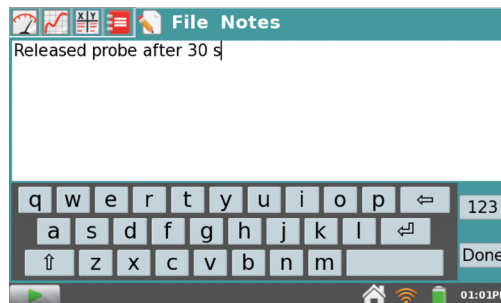 X Y
File Notes
Released probe after 30 s
q w e r t y u i o p ⇦
123
a s d f g h j k l ⏎
Done
⇧ z x c v b n m
01:01P